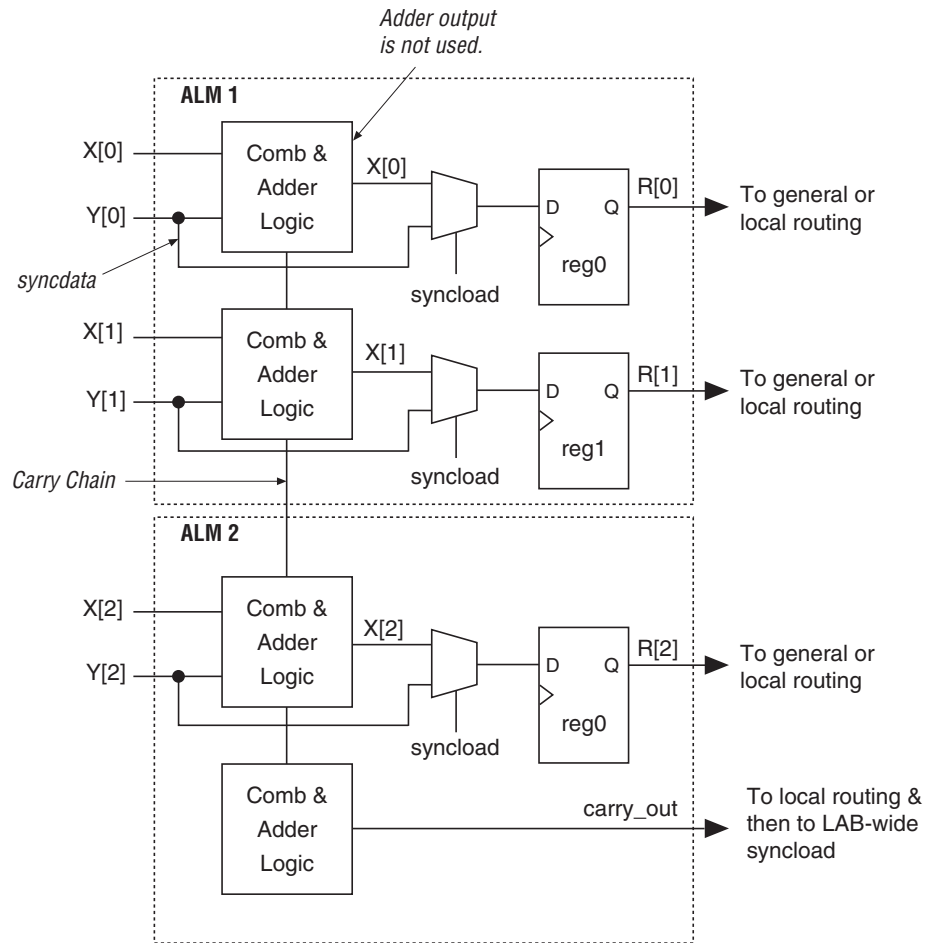 Adder output
is not used.
ALM 1
X[0]
Y[0]
syncdata
Comb &
Adder
Logic
X[0]
syncload
D Q
reg0
R[0]
To general or
local routing
X[1]
Y[1]
Comb &
Adder
Logic
X[1]
syncload
D Q
reg1
R[1]
To general or
local routing
Carry Chain
ALM 2
X[2]
Y[2]
Comb &
Adder
Logic
X[2]
syncload
D Q
reg0
R[2]
To general or
local routing
Comb &
Adder
Logic
carry_out
To local routing &
then to LAB-wide
syncload